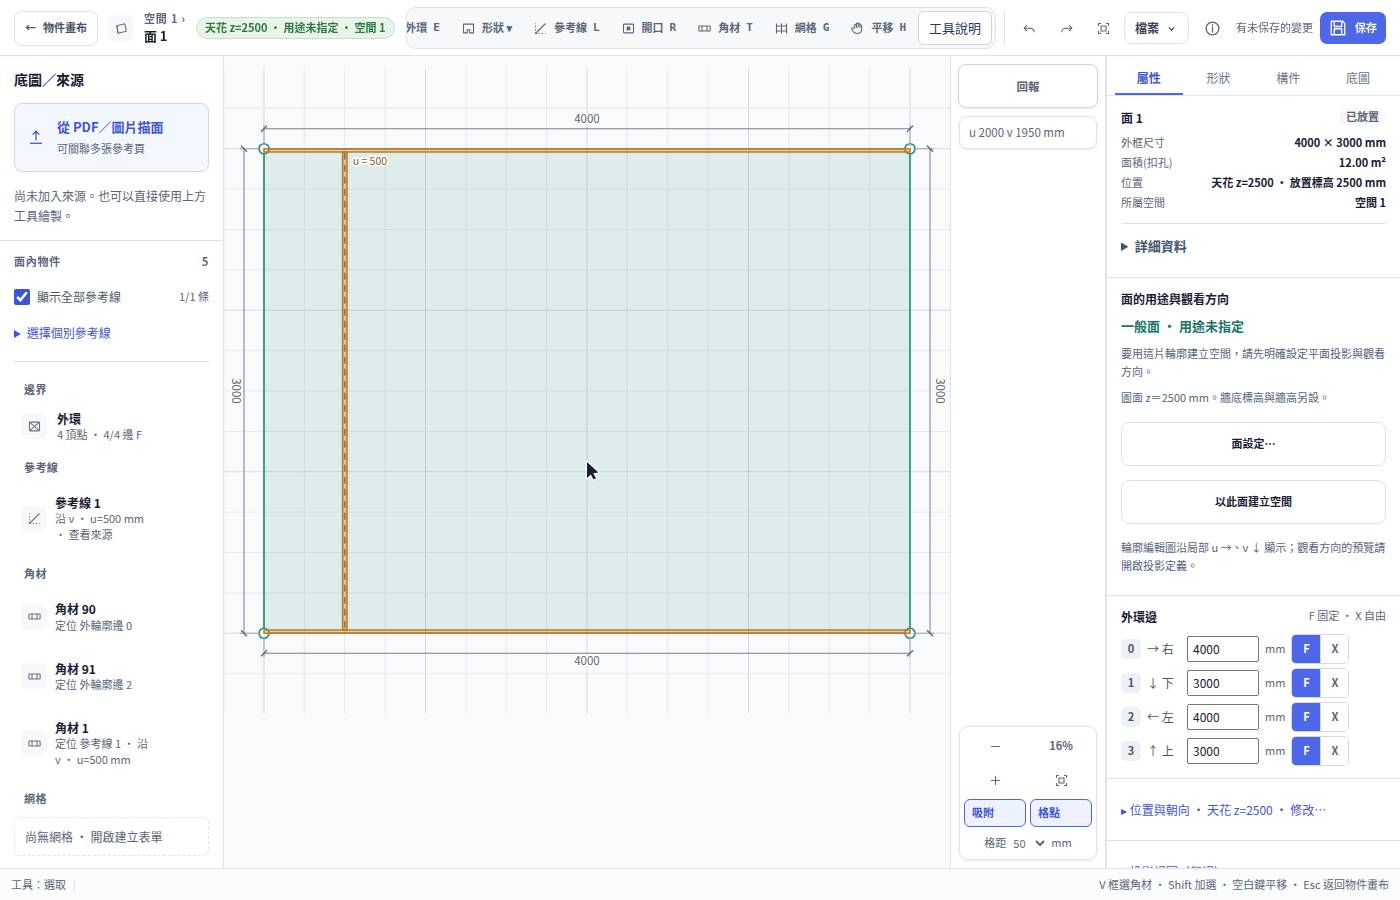 ← 物件畫布
空間 1 ›
面 1
天花 z=2500 · 用途未指定 · 空間 1
外環 E
形狀 ▾
參考線 L
開口 R
角材 T
網格 G
平移 H
工具說明
檔案
有未保存的變更
保存
底圖／來源
從 PDF／圖片描面
可關聯多張參考頁
尚未加入來源。也可以直接使用上方
工具繪製。
面內物件 5
顯示全部參考線 1/1 條
▶ 選擇個別參考線
邊界
外環
4 頂點 · 4/4 邊 F
參考線
參考線 1
沿 v · u=500 mm
· 查看來源
角材
角材 90
定位 外輪廓邊 0
角材 91
定位 外輪廓邊 2
角材 1
定位 參考線 1 · 沿
v · u=500 mm
網格
尚無網格 · 開啟建立表單
4000
u = 500
3000
3000
4000
回報
u 2000 v 1950 mm
− 16%
+
吸附 格點
格距 50 mm
屬性 形狀 構件 底圖
面 1 已放置
外框尺寸 4000 × 3000 mm
面積(扣孔) 12.00 m²
位置 天花 z=2500 · 放置標高 2500 mm
所屬空間 空間 1
▶ 詳細資料
面的用途與觀看方向
一般面 · 用途未指定
要用這片輪廓建立空間，請先明確設定平面投影與觀看
方向。
圖面 z＝2500 mm。牆底標高與牆高另設。
面設定…
以此面建立空間
輪廓編輯圖沿局部 u →、v ↓ 顯示；觀看方向的預覽請
開啟投影定義。
外環邊 F 固定 · X 自由
0 → 右 4000 mm F X
1 ↓ 下 3000 mm F X
2 ← 左 4000 mm F X
3 ↑ 上 3000 mm F X
▸ 位置與朝向 · 天花 z=2500 · 修改…
工具：選取
V 框選角材 · Shift 加選 · 空白鍵平移 · Esc 返回物件畫布